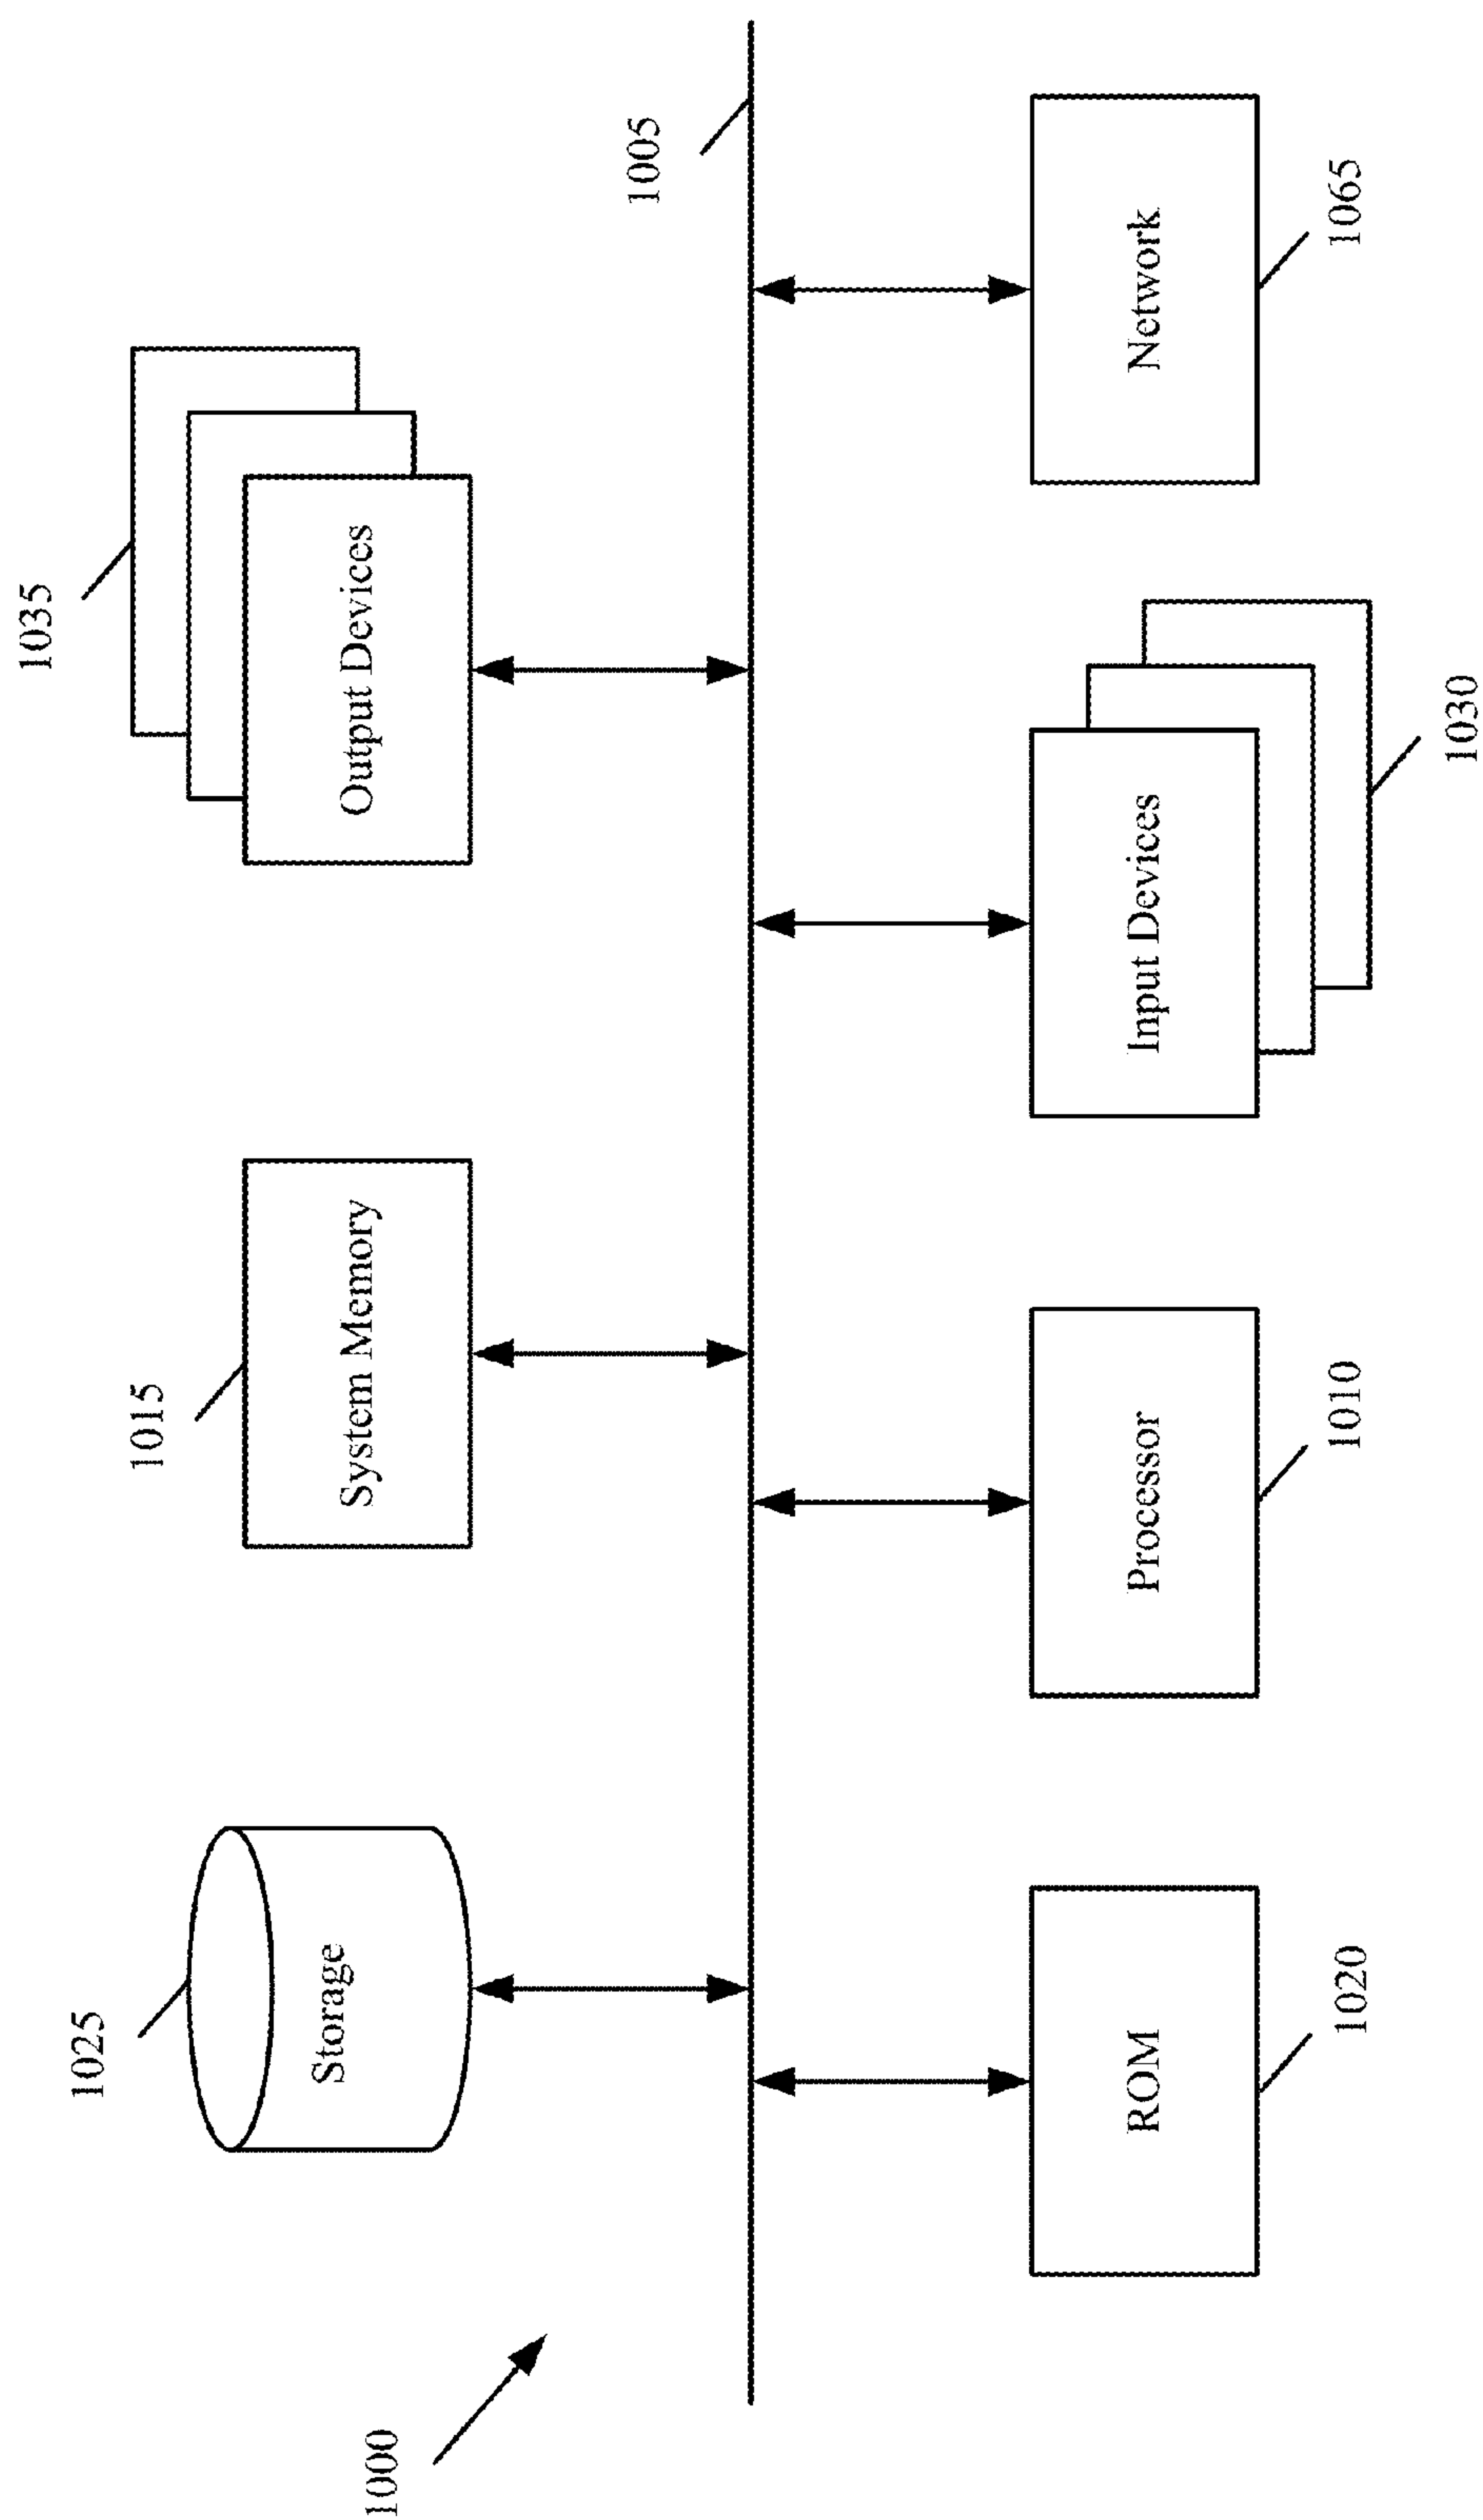 1035
1005
Output Devices
1015
System Memory
1025
Storage
1000
Network
1065
Input Devices
1030
Processor
1010
ROM
1020